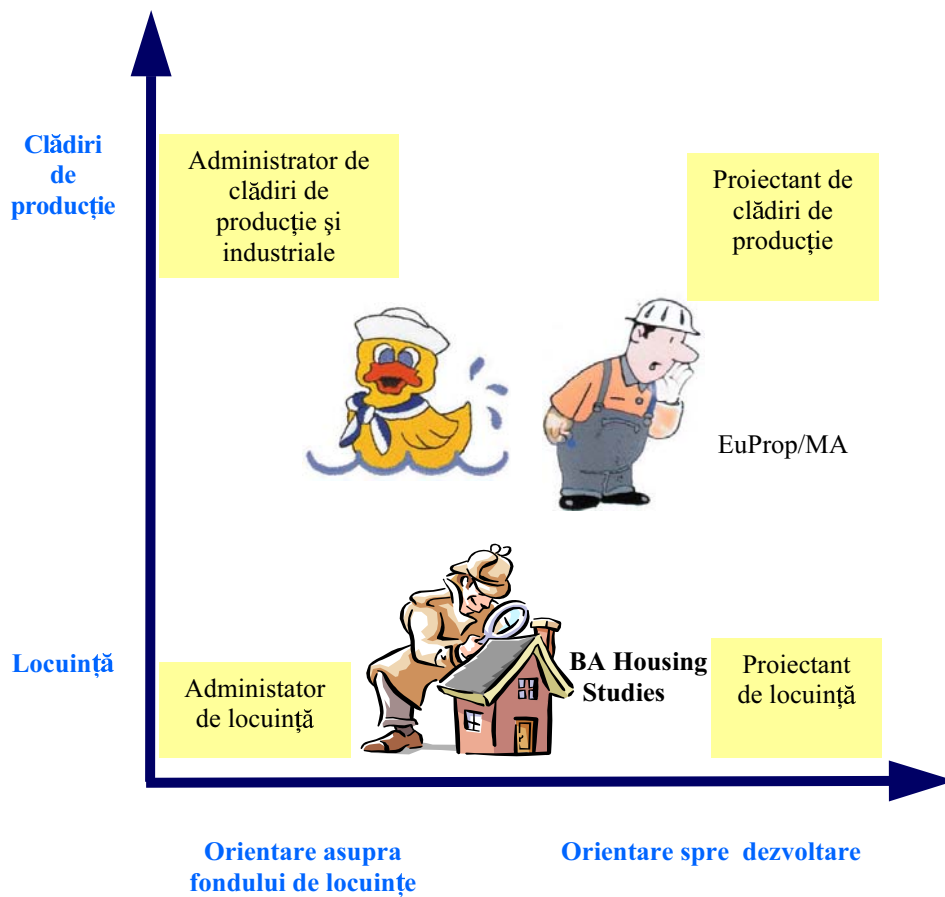 Clădiri
de
producție
Administrator de
clădiri de
producție şi
industriale
Proiectant de
clădiri de
producție
EuProp/MA
Locuință
Administator
de locuință
BA Housing
Studies
Proiectant
de locuință
Orientare asupra
fondului de locuințe
Orientare spre dezvoltare